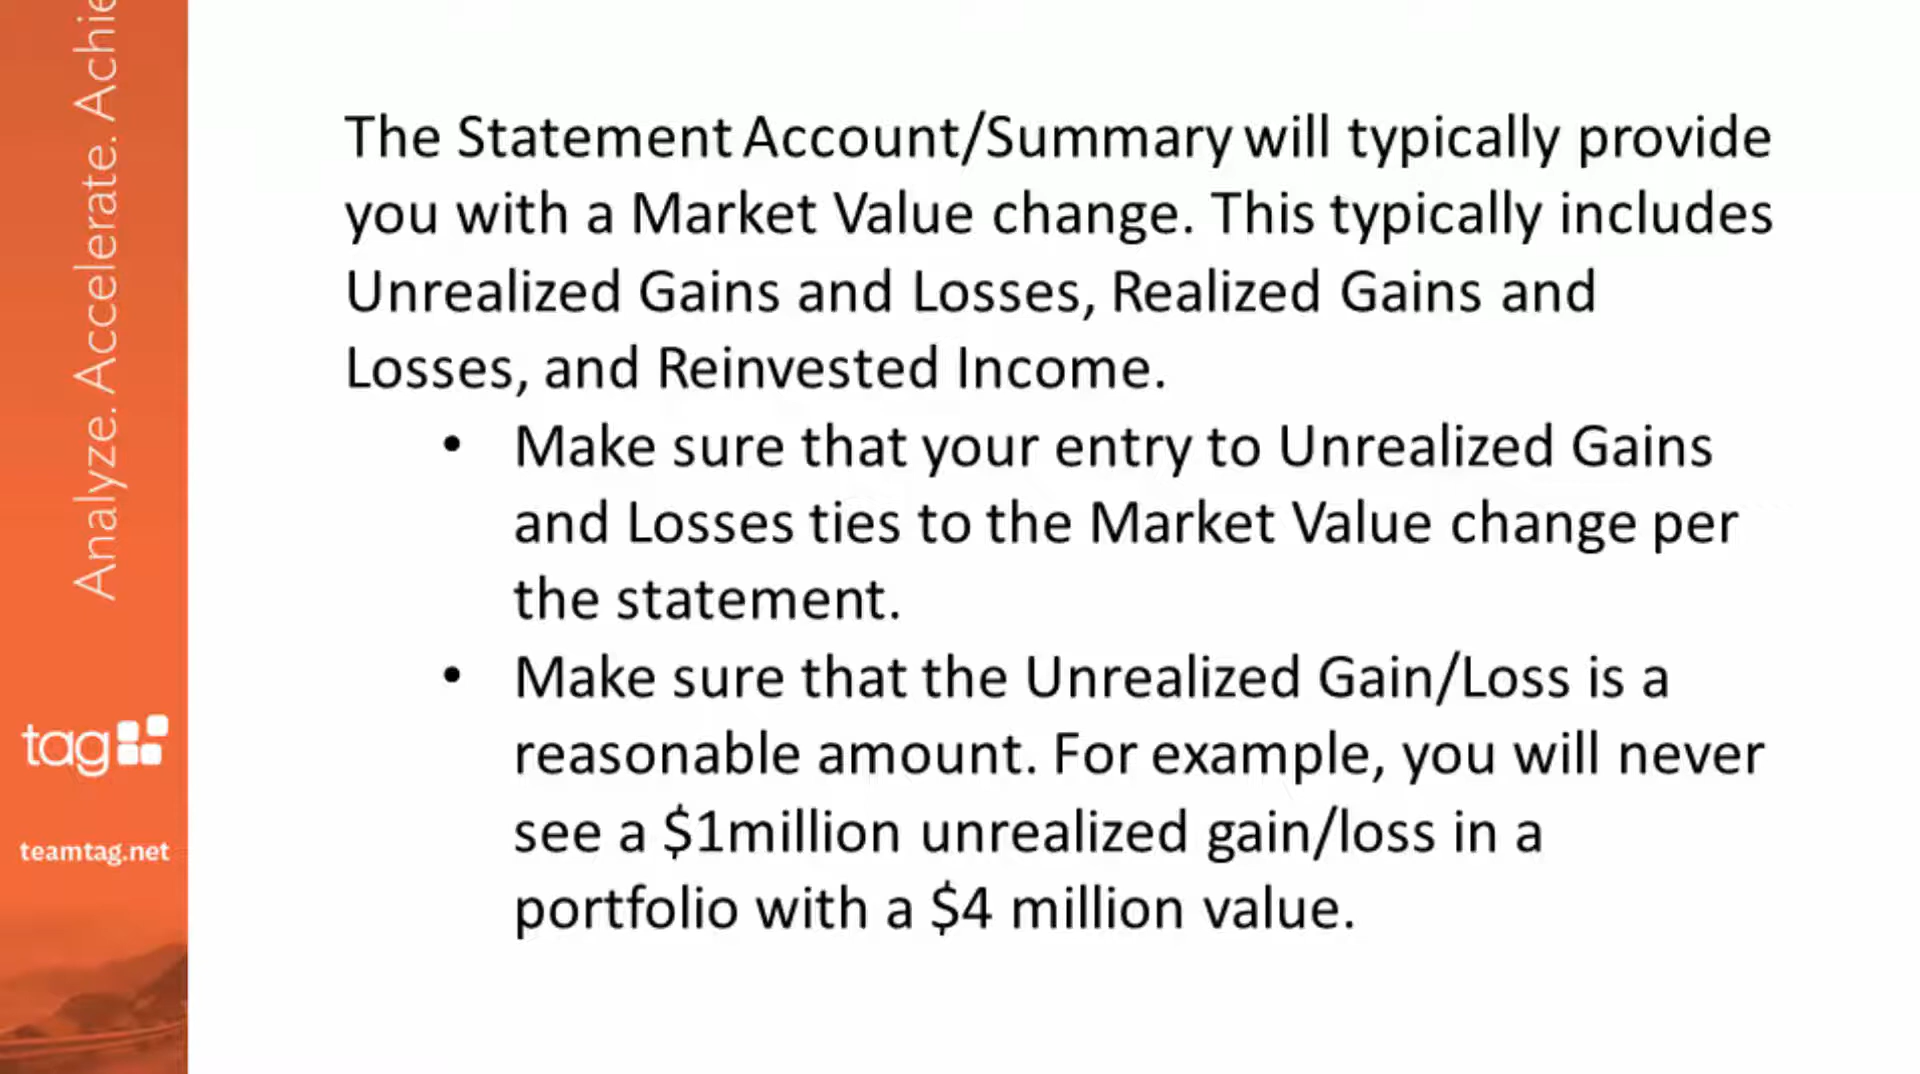 Analyze. Accelerate. Achie
tag
teamtag.net
The Statement Account/Summary will typically provide
you with a Market Value change. This typically includes
Unrealized Gains and Losses, Realized Gains and
Losses, and Reinvested Income.
• Make sure that your entry to Unrealized Gains
and Losses ties to the Market Value change per
the statement.
• Make sure that the Unrealized Gain/Loss is a
reasonable amount. For example, you will never
see a $1million unrealized gain/loss in a
portfolio with a $4 million value.